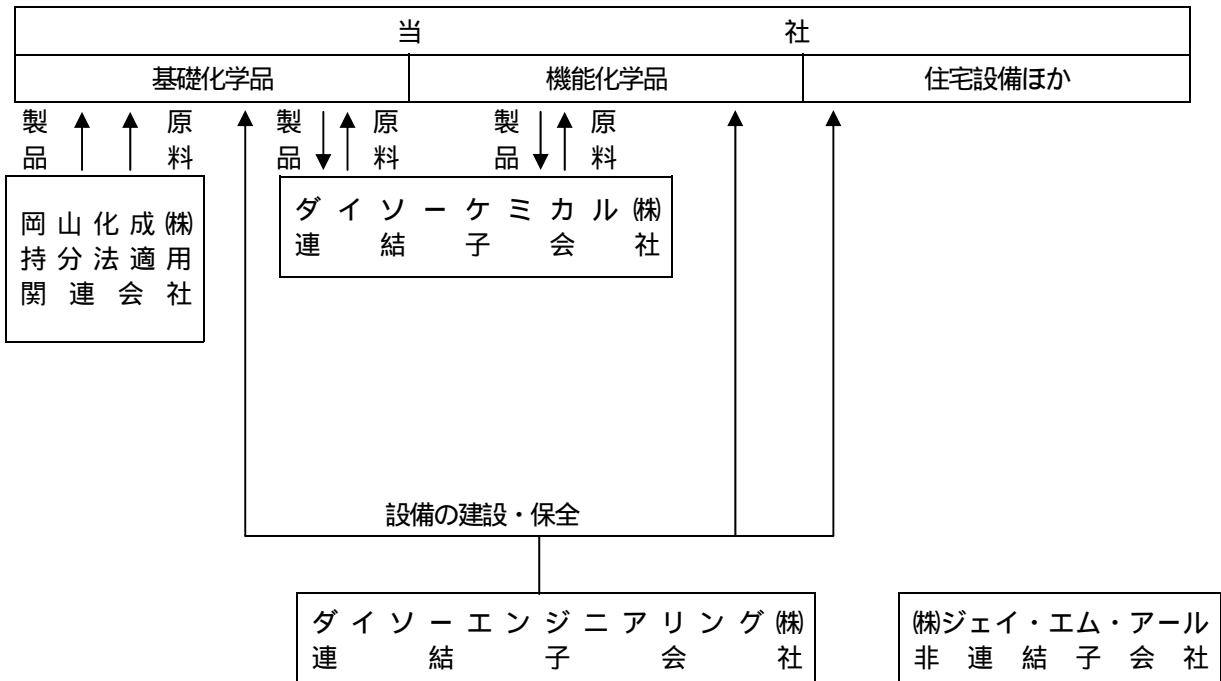 当社
基礎化学品 機能化学品 住宅設備ほか
製品 原料 製品 原料 製品 原料
岡山化成㈱
持分法適用
関連会社
ダイソーケミカル㈱
連結子会社
設備の建設・保全
ダイソーエンジニアリング㈱
連結子会社
㈱ジェイ・エム・アール
非連結子会社